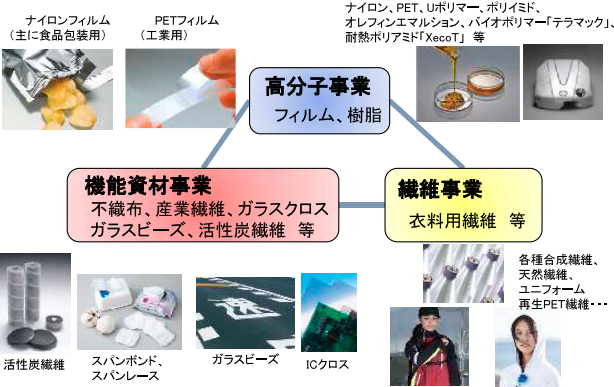 ナイロンフィルム
(主に食品包装用)
PETフィルム
(工業用)
ナイロン、PET、Uポリマー、ポリイミド、
オレフィンエマルション、バイオポリマー「テラマック」、
耐熱ポリアミド「XecoT」 等
高分子事業
フィルム、樹脂
機能資材事業
不織布、産業繊維、ガラスクロス
ガラスビーズ、活性炭繊維 等
繊維事業
衣料用繊維 等
各種合成繊維、
天然繊維、
ユニフォーム
再生PET繊維・・・
活性炭繊維
スパンボンド、
スパンレース
ガラスビーズ
ICクロス